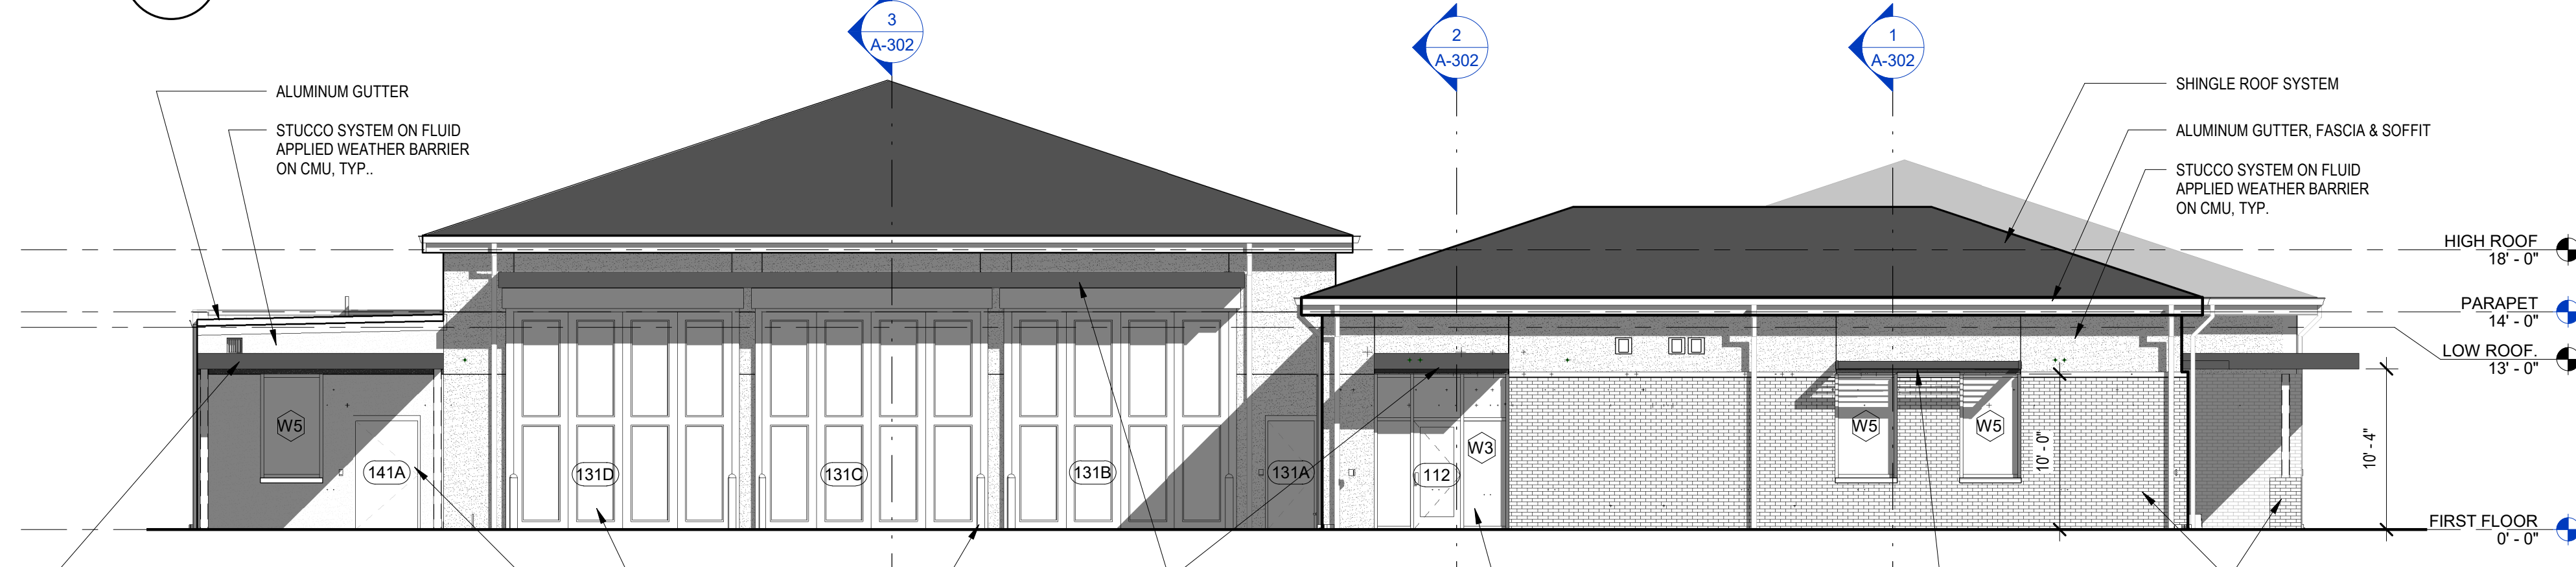 3
A-302
2
A-302
1
A-302
ALUMINUM GUTTER
STUCCO SYSTEM ON FLUID
APPLIED WEATHER BARRIER
ON CMU, TYP..
SHINGLE ROOF SYSTEM
ALUMINUM GUTTER, FASCIA & SOFFIT
STUCCO SYSTEM ON FLUID
APPLIED WEATHER BARRIER
ON CMU, TYP.
HIGH ROOF
18' - 0"
PARAPET
14' - 0"
LOW ROOF.
13' - 0"
FIRST FLOOR
0' - 0"
W5
141A
131D
131C
131B
131A
112
W3
W5
W5
10' - 0"
10' - 4"